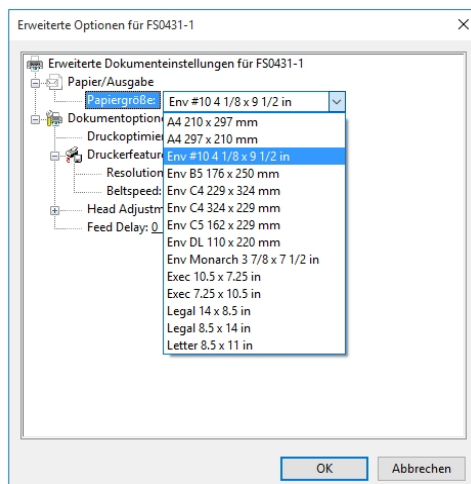 Erweiterte Optionen für FS0431-1
Erweiterte Dokumenteinstellungen für FS0431-1
Papier/Ausgabe
Papiergröße: Env #10 4 1/8 x 9 1/2 in
Dokumentoptione
Druckoptimie
Druckerfeature
Resolution
Beltspeed:
Head Adjustm
Feed Delay: 0
A4 210 x 297 mm
A4 297 x 210 mm
Env #10 4 1/8 x 9 1/2 in
Env B5 176 x 250 mm
Env C4 229 x 324 mm
Env C4 324 x 229 mm
Env C5 162 x 229 mm
Env DL 110 x 220 mm
Env Monarch 3 7/8 x 7 1/2 in
Exec 10.5 x 7.25 in
Exec 7.25 x 10.5 in
Legal 14 x 8.5 in
Legal 8.5 x 14 in
Letter 8.5 x 11 in
OK
Abbrechen